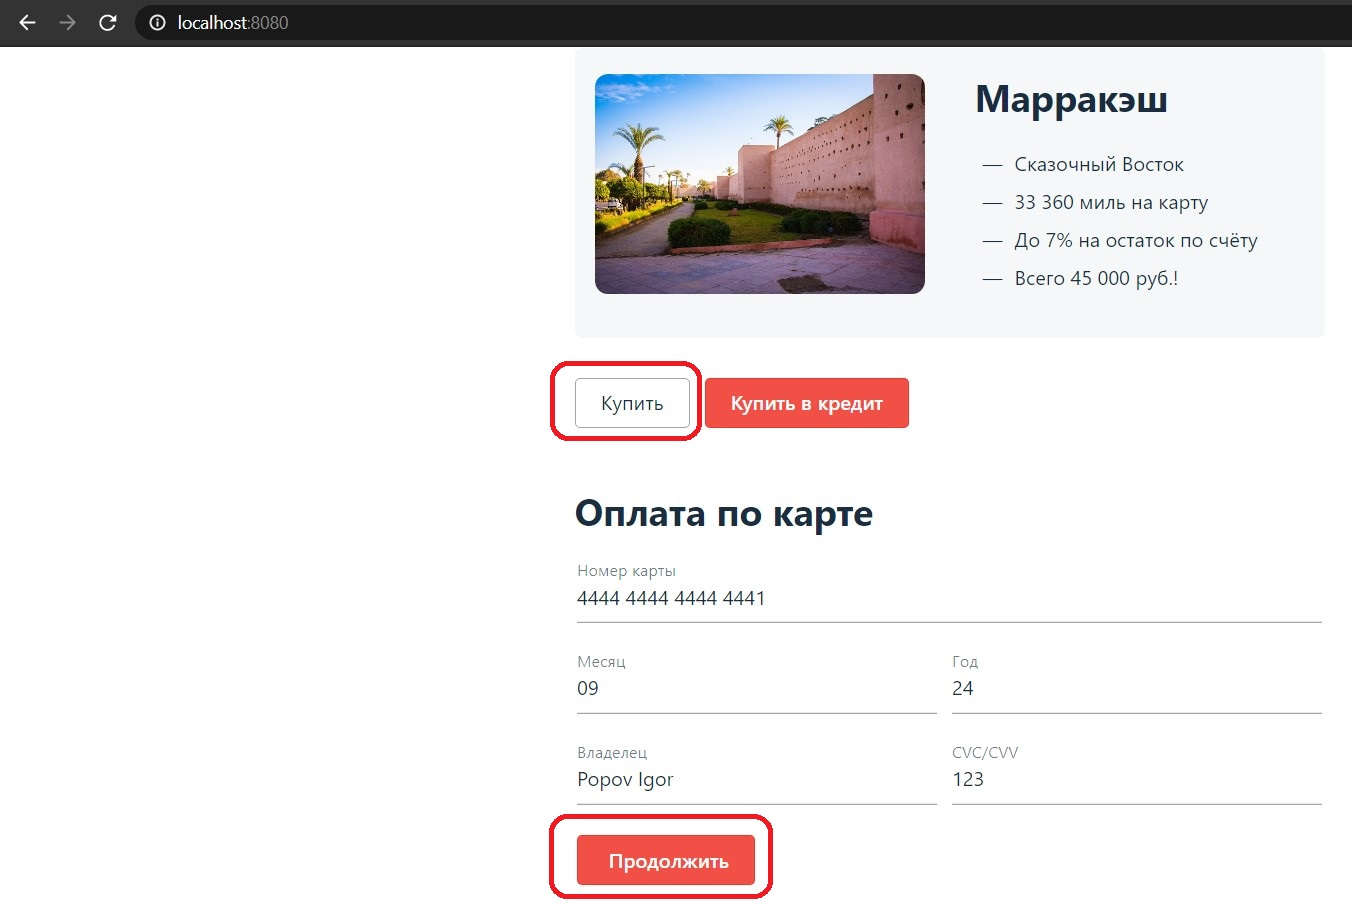 localhost:8080
Марракэш
— Сказочный Восток
— 33 360 миль на карту
— До 7% на остаток по счёту
— Всего 45 000 руб.!
Купить
Купить в кредит
Оплата по карте
Номер карты
4444 4444 4444 4441
Месяц
Год
09
24
Владелец
CVC/CVV
Popov Igor
123
Продолжить